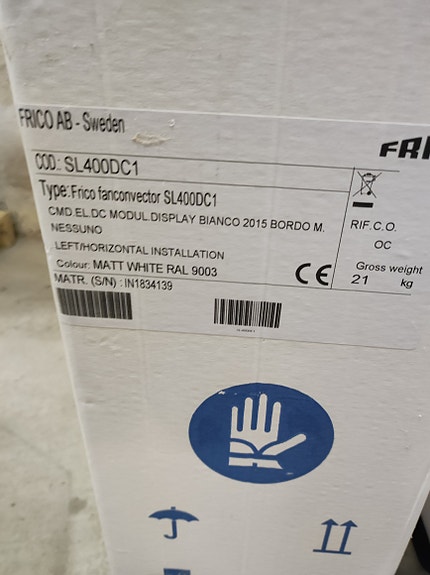 FRICO AB - Sweden
FRI
COD.: SL400DC1
Type: Frico fanconvector SL400DC1
CMD.EL.DC MODUL.DISPLAY BIANCO 2015 BORDO M.
NESSUNO
LEFT/HORIZONTAL INSTALLATION
Colour: MATT WHITE RAL 9003
MATR. (S/N) : IN1834139
CE
RIF.C.O.
OC
Gross weight
21 kg